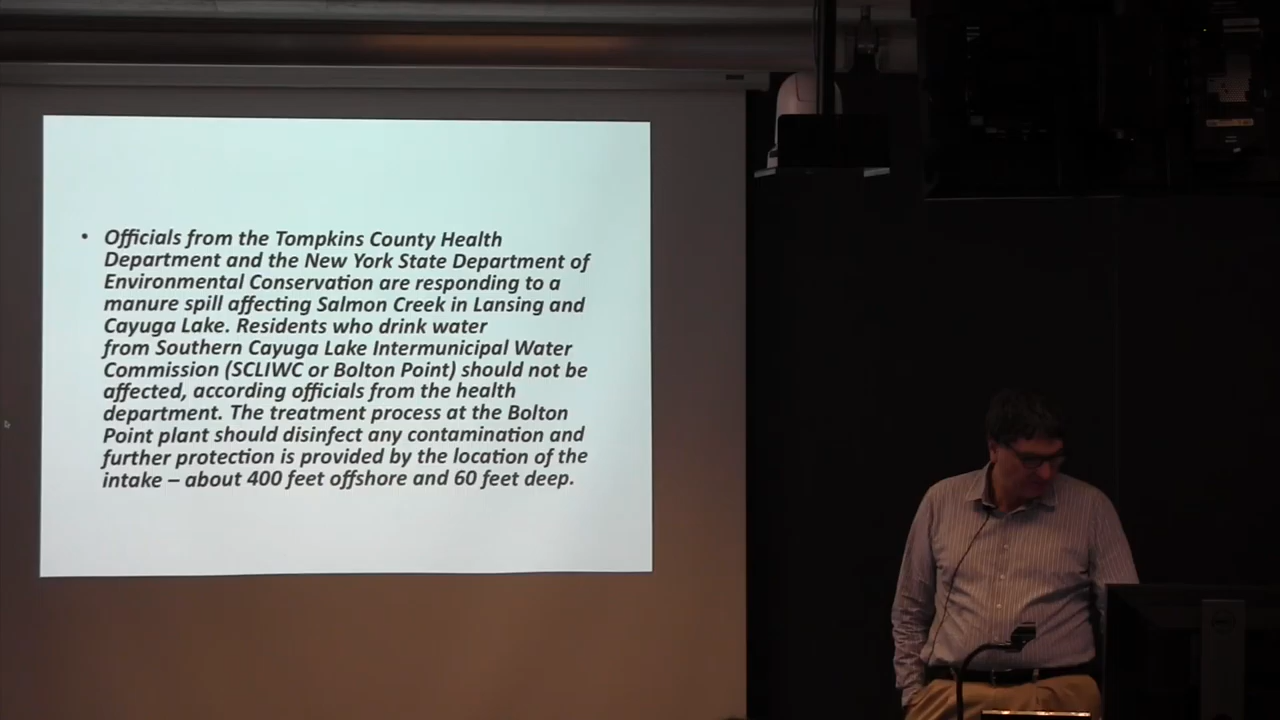 • Officials from the Tompkins County Health
Department and the New York State Department of
Environmental Conservation are responding to a
manure spill affecting Salmon Creek in Lansing and
Cayuga Lake. Residents who drink water
from Southern Cayuga Lake Intermunicipal Water
Commission (SCLIWC or Bolton Point) should not be
affected, according officials from the health
department. The treatment process at the Bolton
Point plant should disinfect any contamination and
further protection is provided by the location of the
intake – about 400 feet offshore and 60 feet deep.